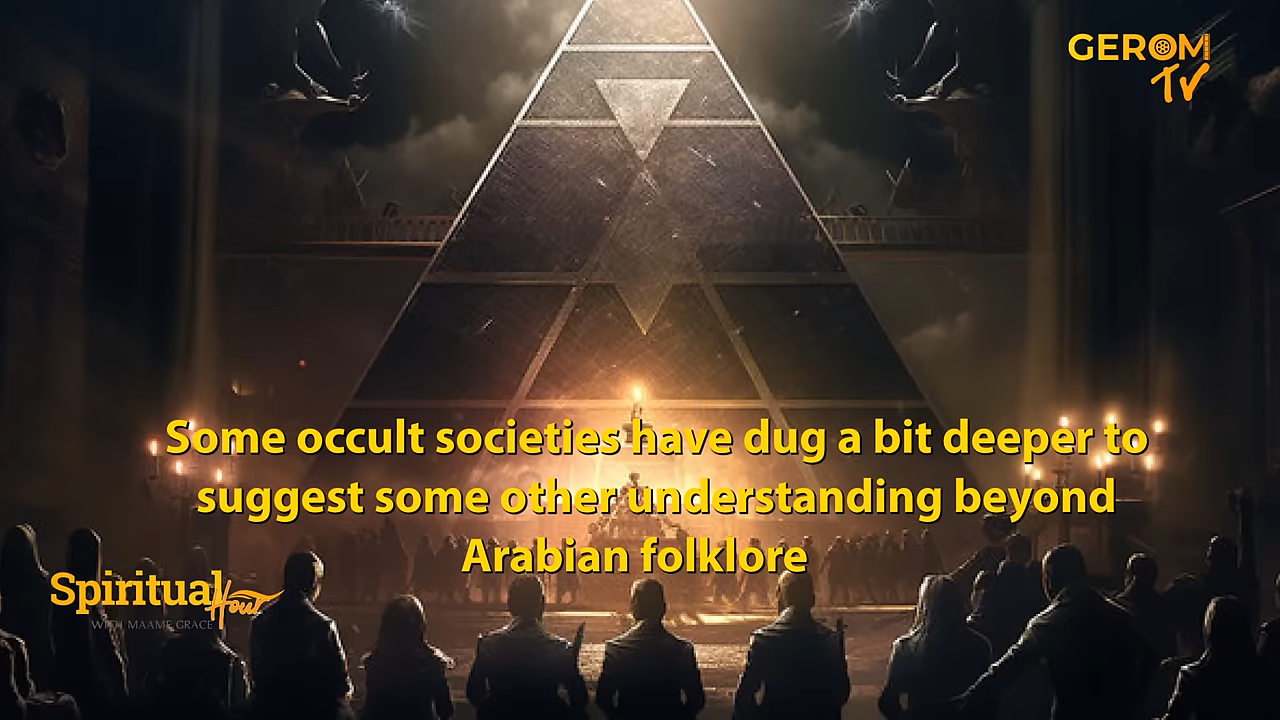 GEROM
TV
Some occult societies have dug a bit deeper to
suggest some other understanding beyond
Arabian folklore
Spiritual
Hour
WITH MAAME GRACE